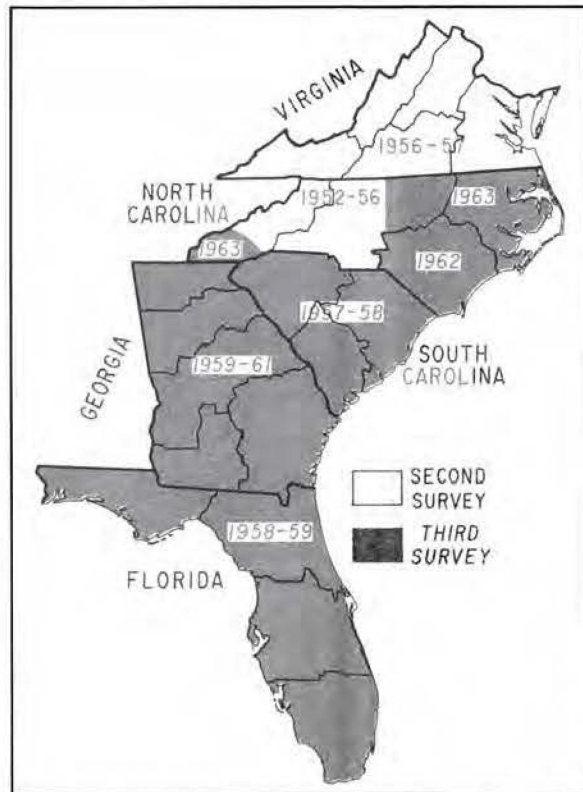 VIRGINIA
1956-5
NORTH
CAROLINA
1952-56
1963
1963
1962
1957-58
GEORGIA
1959-61
SOUTH
CAROLINA
SECOND
SURVEY
THIRD
SURVEY
1958-59
FLORIDA